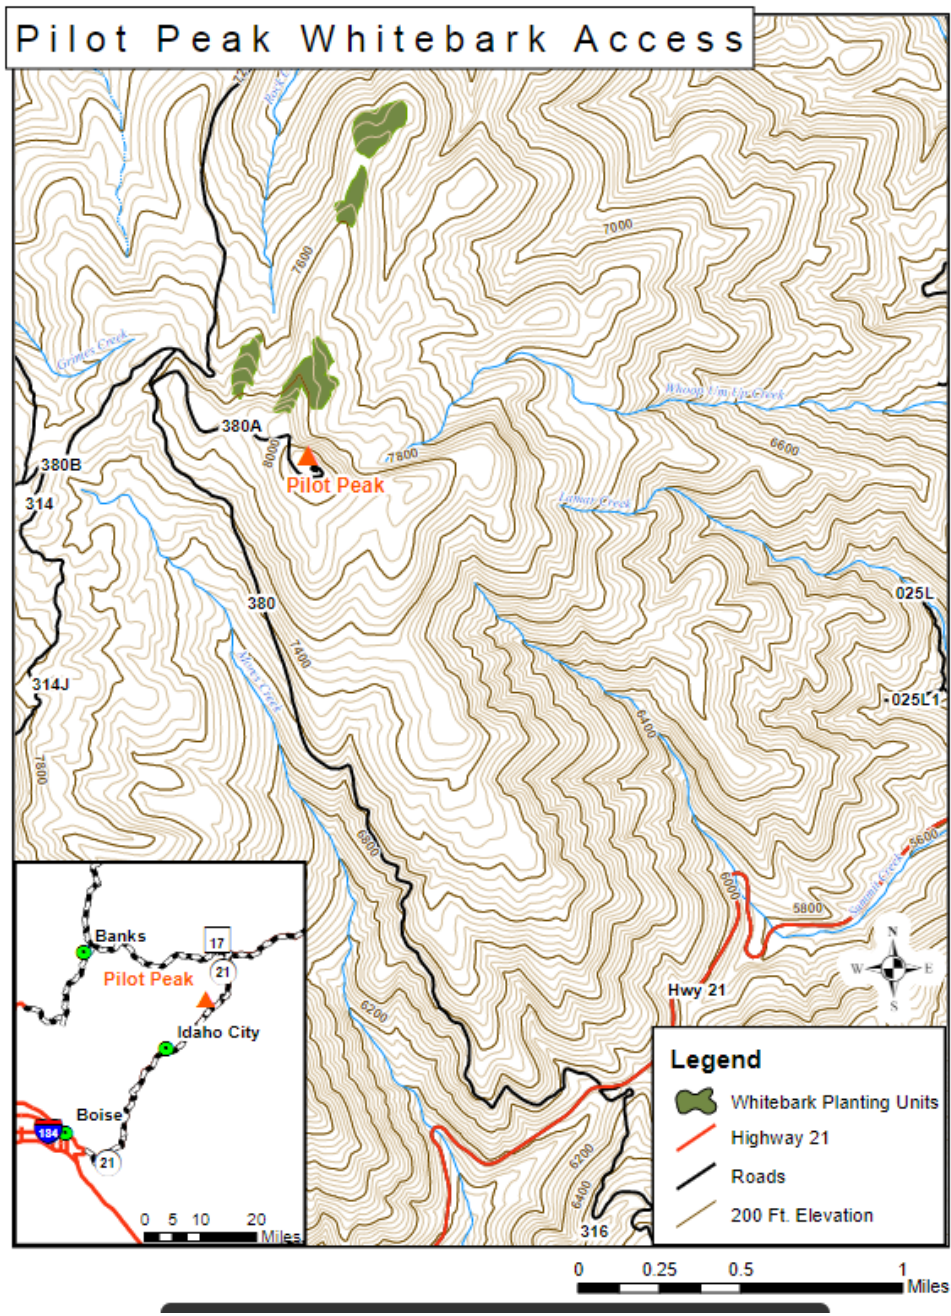 Pilot Peak Whitebark Access
7600
7000
Grimes Creek
Whoop Um Up Creek
380A
8000
7800
6600
380B
Pilot Peak
314
Lamar Creek
025L
380
7400
Mores Creek
314J
025L1
6400
7800
6800
5600
6000
Summit Creek
5800
N
W E
S
Hwy 21
6200
Banks
17
Pilot Peak
21
Idaho City
Boise
184
21
0 5 10 20
Miles
Legend
Whitebark Planting Units
Highway 21
Roads
200 Ft. Elevation
6200
6400
316
0 0.25 0.5 1
Miles